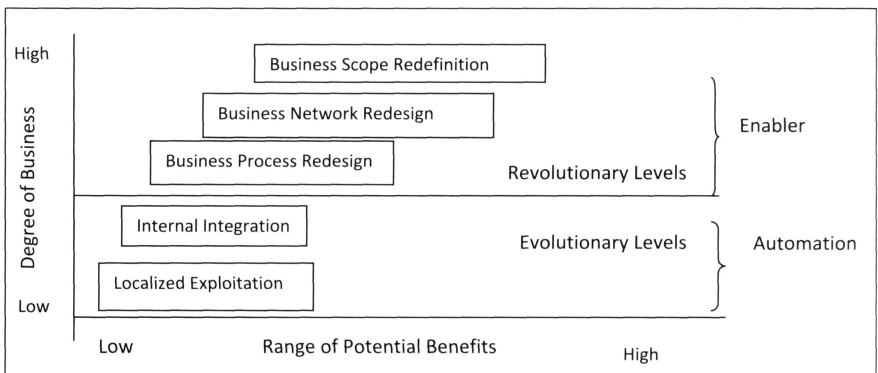 High
Business Scope Redefinition
Business Network Redesign
Enabler
Business Process Redesign
Revolutionary Levels
Degree of Business
Internal Integration
Evolutionary Levels
Automation
Localized Exploitation
Low
Low
Range of Potential Benefits
High